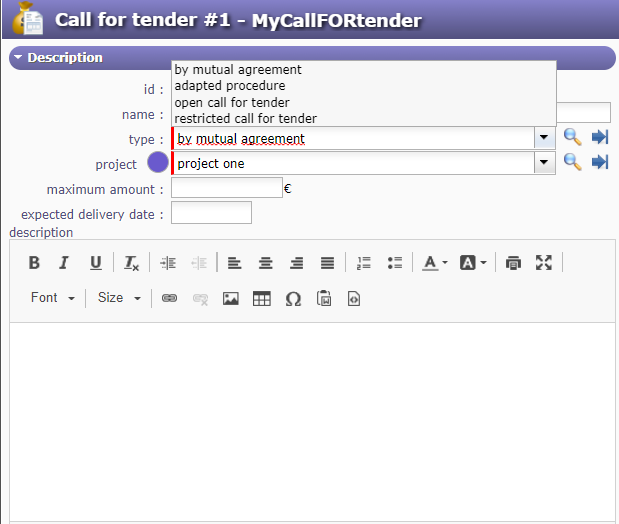 Call for tender #1 - MyCallFORtender
Description
id :
by mutual agreement
adapted procedure
open call for tender
restricted call for tender
name :
type : by mutual agreement
project project one
maximum amount : €
expected delivery date :
description
B I U Tx A A
Font Size Ω